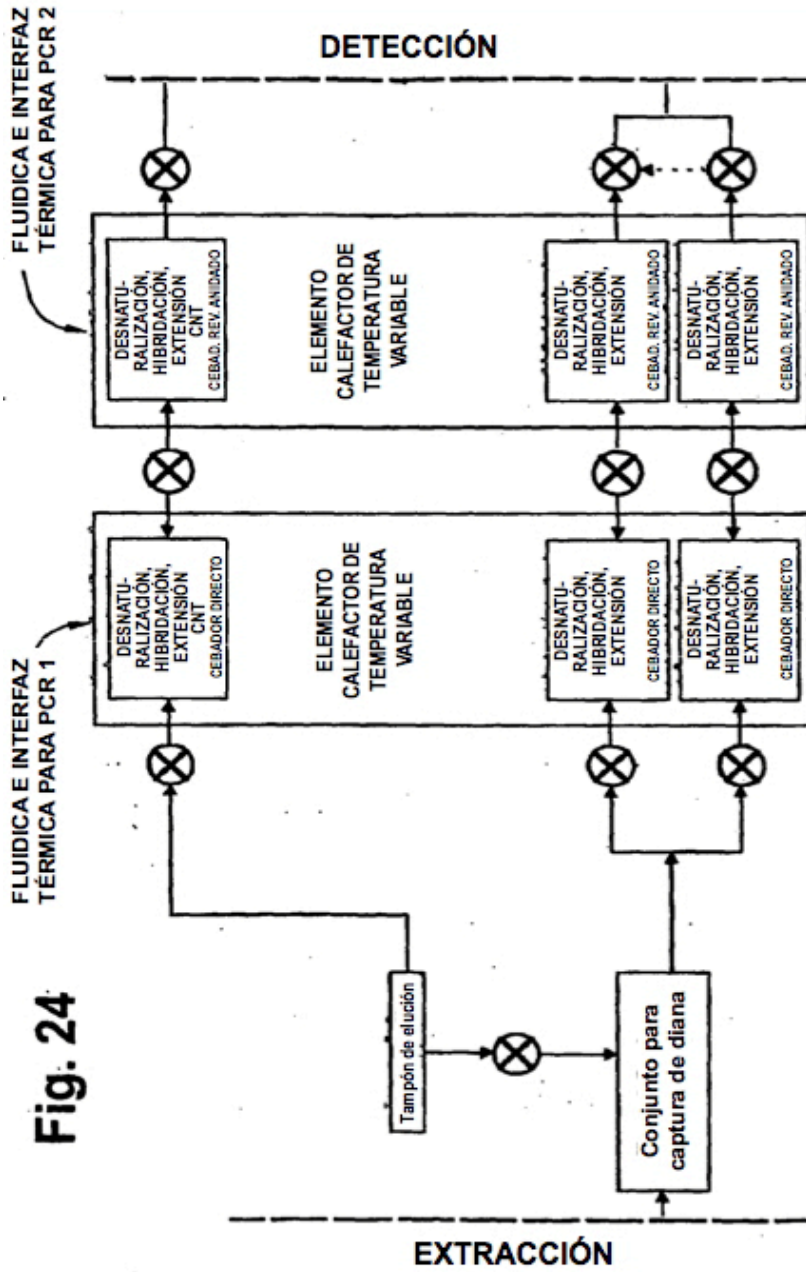 FLUIDICA E INTERFAZ
TÉRMICA PARA PCR 2
DETECCIÓN
DESNATU-
RALIZACIÓN,
HIBRIDACIÓN,
EXTENSIÓN
CNT
CEBAD. REV. ANIDADO
ELEMENTO
CALEFACTOR DE
TEMPERATURA
VARIABLE
DESNATU-
RALIZACIÓN,
HIBRIDACIÓN,
EXTENSIÓN
CEBAD. REV. ANIDADO
DESNATU-
RALIZACIÓN,
HIBRIDACIÓN,
EXTENSIÓN
CEBAD. REV. ANIDADO
FLUIDICA E INTERFAZ
TÉRMICA PARA PCR 1
DESNATU-
RALIZACIÓN,
HIBRIDACIÓN,
EXTENSIÓN
CNT
CEBADOR DIRECTO
ELEMENTO
CALEFACTOR DE
TEMPERATURA
VARIABLE
DESNATU-
RALIZACIÓN,
HIBRIDACIÓN,
EXTENSIÓN
CEBADOR DIRECTO
DESNATU-
RALIZACIÓN,
HIBRIDACIÓN,
EXTENSIÓN
CEBADOR DIRECTO
Fig. 24
Tampón de elución
Conjunto para
captura de diana
EXTRACCIÓN